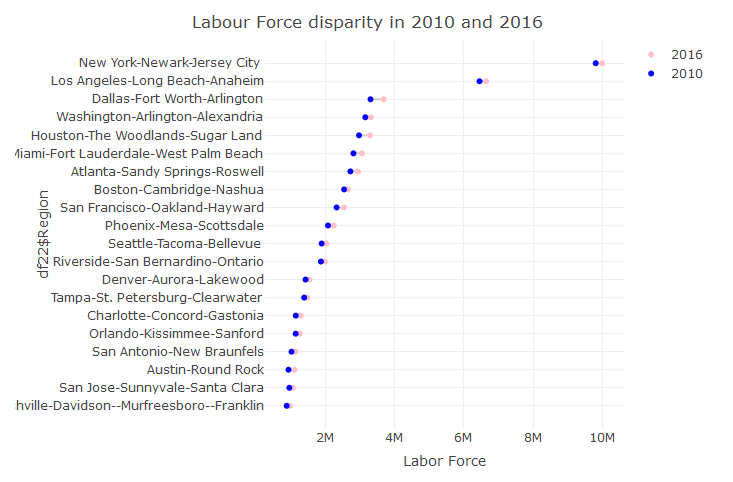 Labour Force disparity in 2010 and 2016
2016
2010
New York-Newark-Jersey City
Los Angeles-Long Beach-Anaheim
Dallas-Fort Worth-Arlington
Washington-Arlington-Alexandria
Houston-The Woodlands-Sugar Land
Miami-Fort Lauderdale-West Palm Beach
Atlanta-Sandy Springs-Roswell
Boston-Cambridge-Nashua
San Francisco-Oakland-Hayward
Phoenix-Mesa-Scottsdale
Seattle-Tacoma-Bellevue
Riverside-San Bernardino-Ontario
Denver-Aurora-Lakewood
Tampa-St. Petersburg-Clearwater
Charlotte-Concord-Gastonia
Orlando-Kissimmee-Sanford
San Antonio-New Braunfels
Austin-Round Rock
San Jose-Sunnyvale-Santa Clara
hville-Davidson--Murfreesboro--Franklin
df22$Region
2M 4M 6M 8M 10M
Labor Force